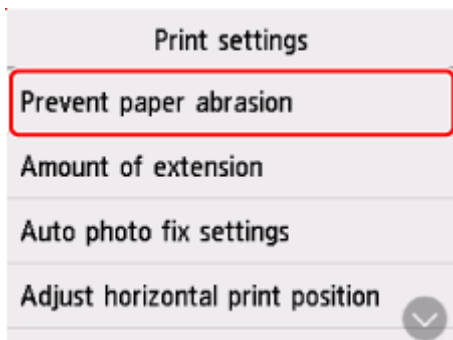 Print settings
Prevent paper abrasion
Amount of extension
Auto photo fix settings
Adjust horizontal print position